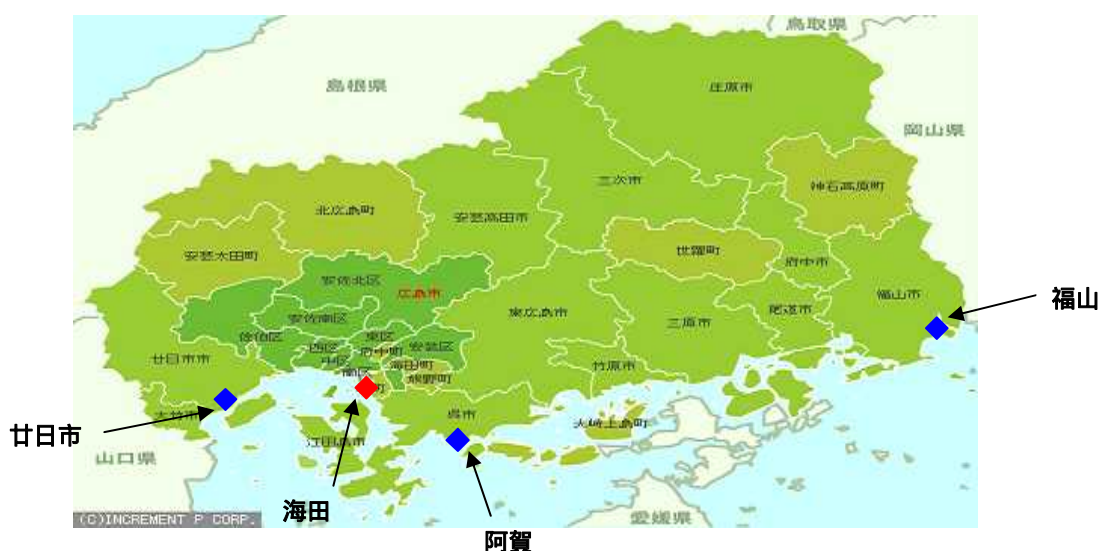 鳥取県
島根県
庄原市
岡山県
三次市
神石高原町
北広島町
安芸高田市
安芸太田町
世羅町
府中市
安佐北区
広島市
福山市
福山
尾道市
東広島市
三原市
安佐南区
佐伯区
東区
安芸区
西区
府中町
中区
海田町
廿日市市
竹原市
南区
熊野町
町
大竹市
呉市
大崎上島町
廿日市
江田島市
山口県
海田
(C)INCREMENT P CORP.
愛媛県
阿賀